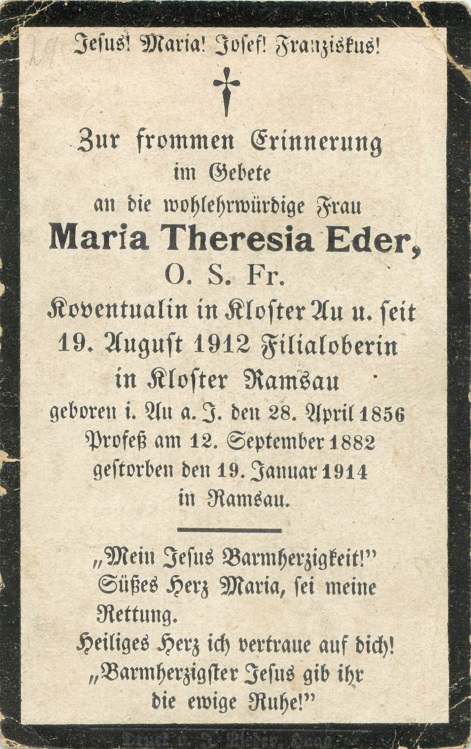 Jesus! Maria! Josef! Franziskus!
Zur frommen Erinnerung
im Gebete
an die wohlehrwürdige Frau
Maria Theresia Eder,
O. S. Fr.
Koventualin in Kloster Au u. seit
19. August 1912 Filialoberin
in Kloster Ramsau
geboren i. Au a. J. den 28. April 1856
Profeß am 12. September 1882
gestorben den 19. Januar 1914
in Ramsau.
„Mein Jesus Barmherzigkeit!”
Süßes Herz Maria, sei meine
Rettung.
Heiliges Herz ich vertraue auf dich!
„Barmherzigster Jesus gib ihr
die ewige Ruhe!”